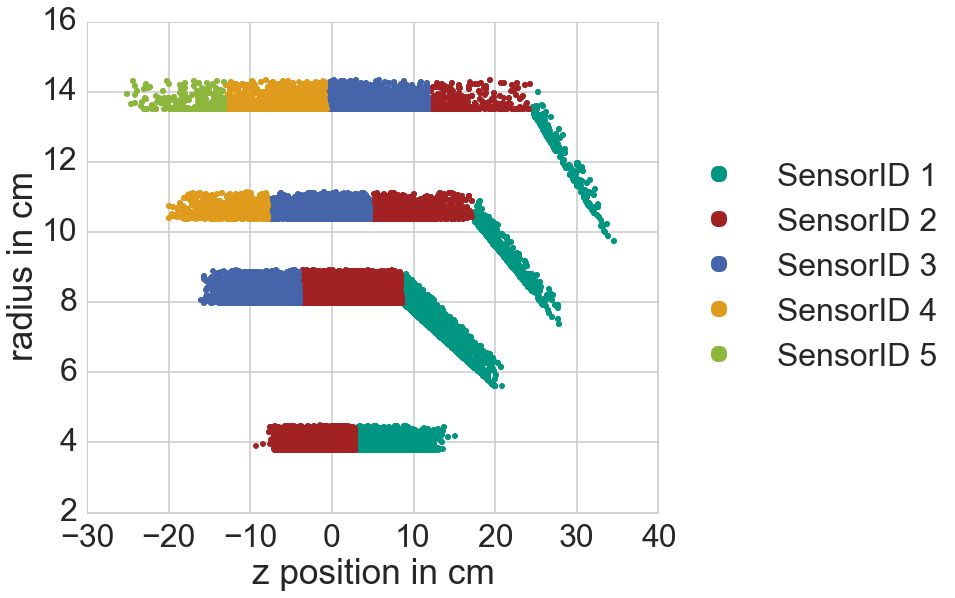 16
14
12
10
8
6
4
2
radius in cm
−30
−20
−10
0
10
20
30
40
z position in cm
SensorID 1
SensorID 2
SensorID 3
SensorID 4
SensorID 5